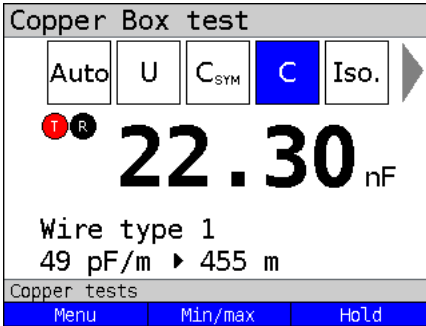 Copper Box test
Auto U CSYM C Iso.
T R 22.30 nF
Wire type 1
49 pF/m ▶ 455 m
Copper tests
Menu Min/max Hold